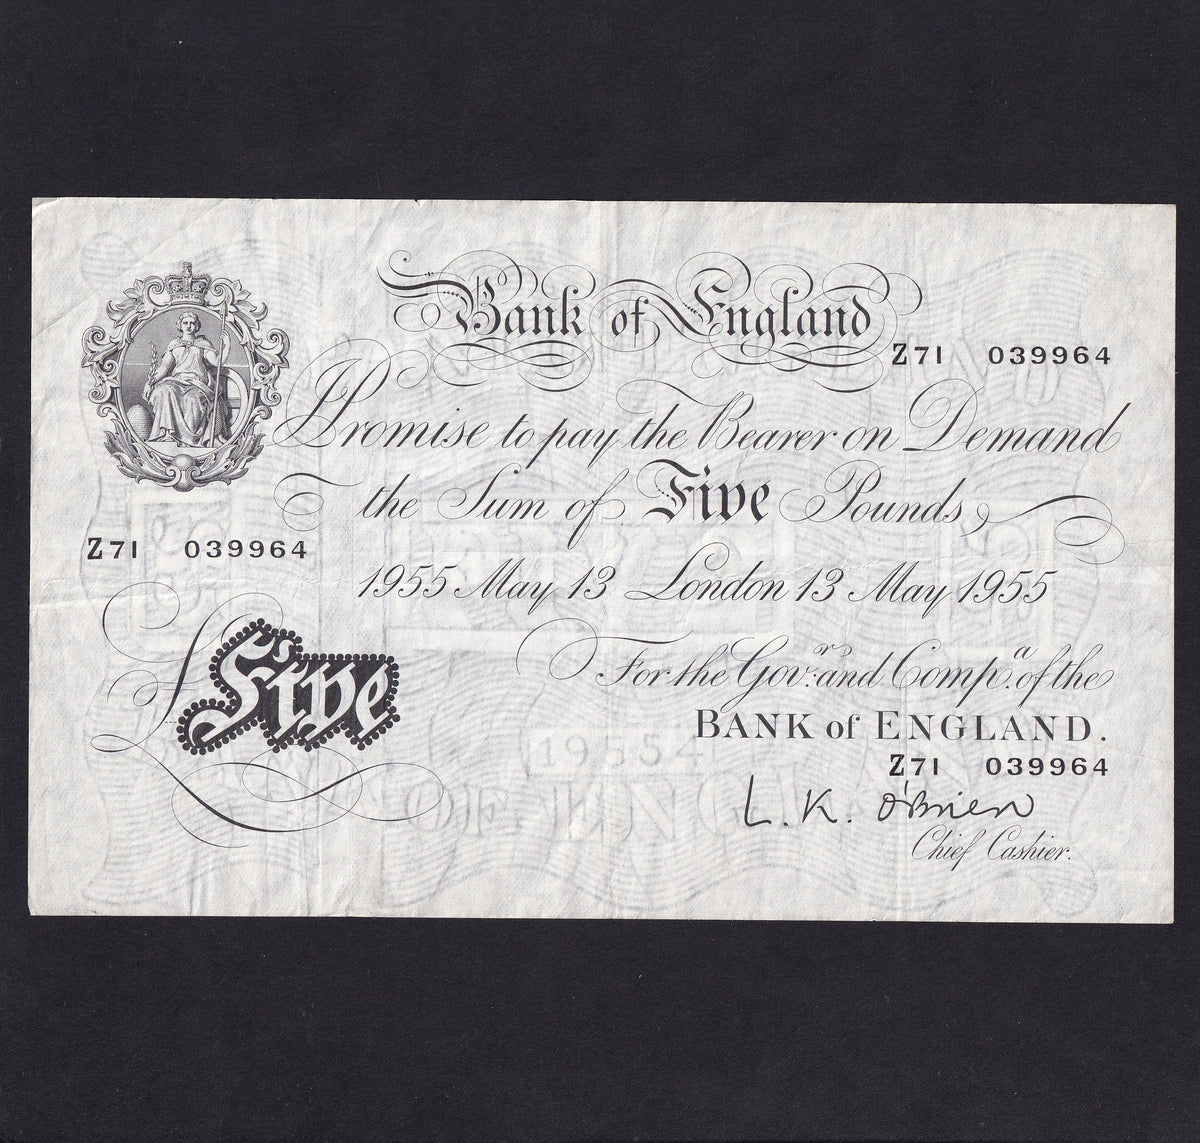 Bank of England
Z71 039964
I Promise to pay the Bearer on Demand
the Sum of Five Pounds,
Z71 039964
1955 May 13 London 13 May 1955
For the Govr. and Compa. of the
£Five
BANK of ENGLAND.
Z71 039964
L. K. O'Brien
Chief Cashier.